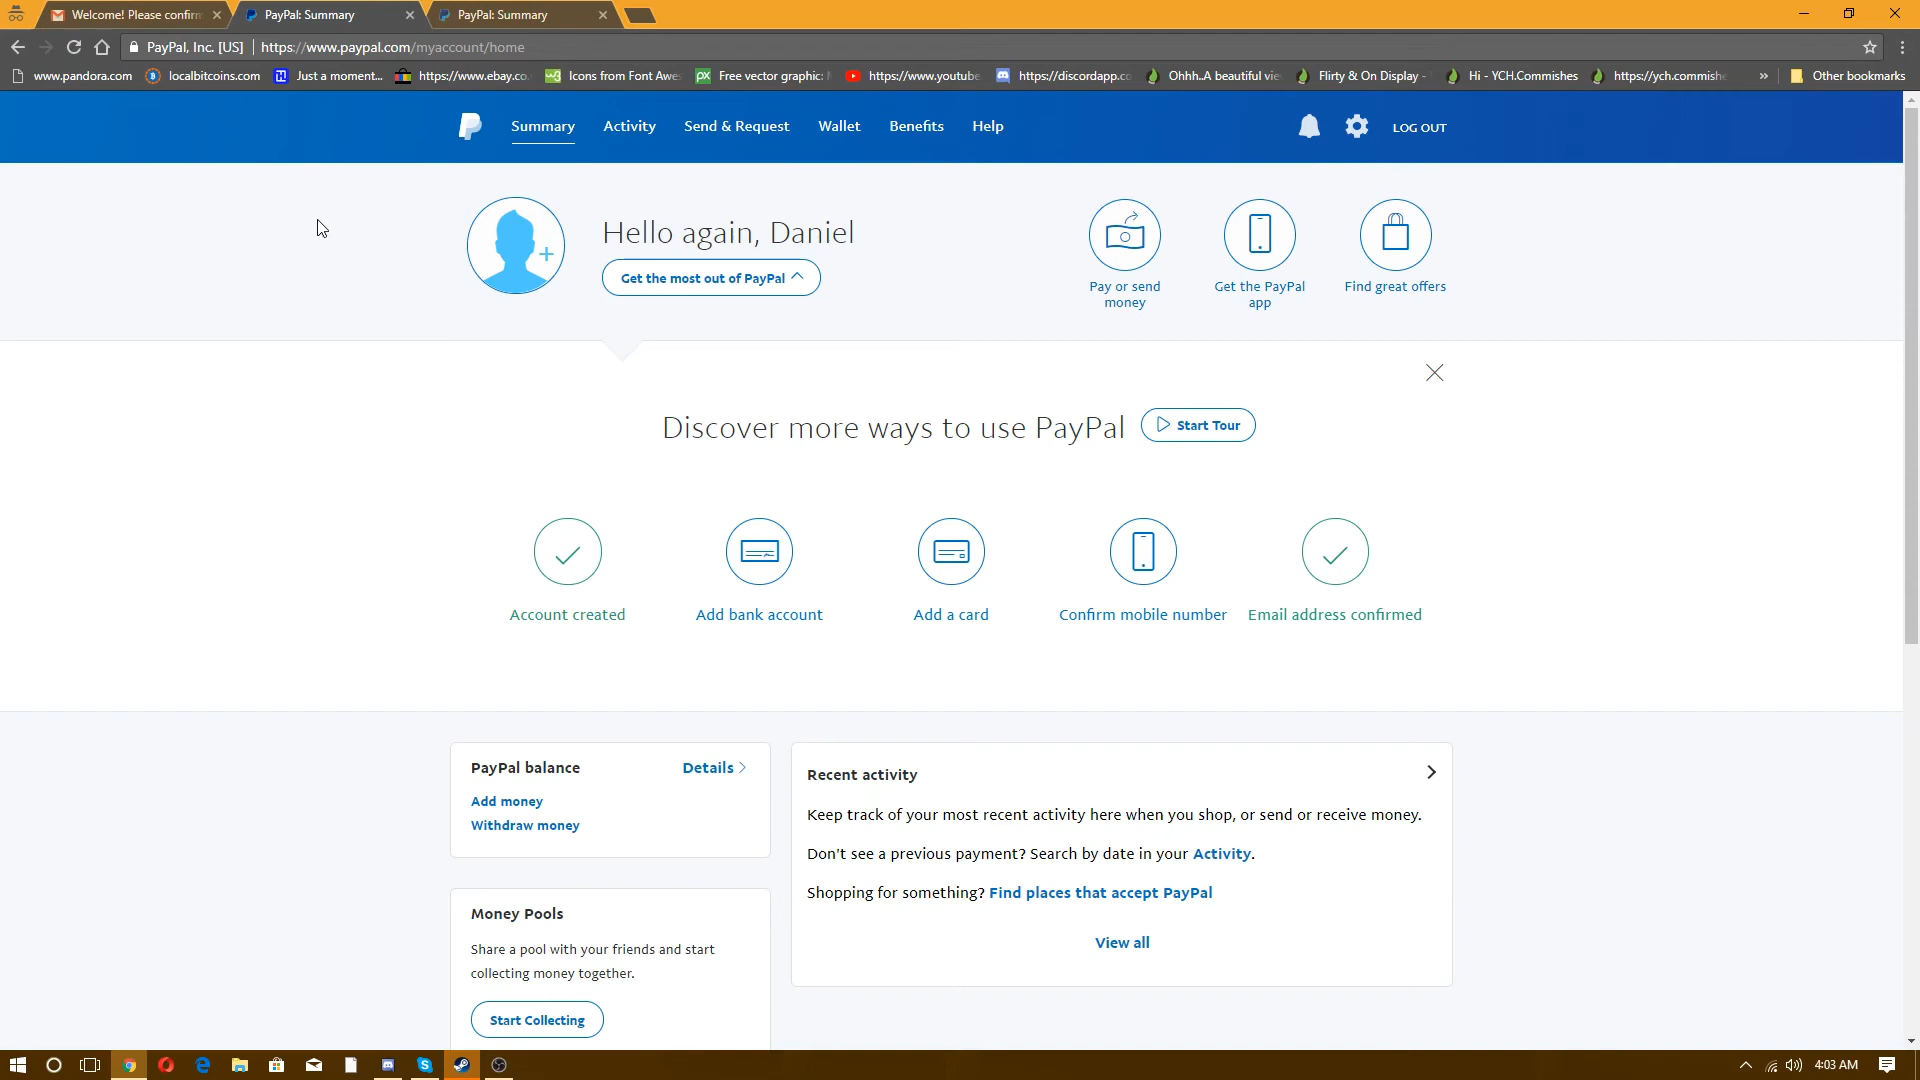 Welcome! Please confirm
PayPal: Summary
PayPal: Summary
PayPal, Inc. [US]
https://www.paypal.com/myaccount/home
www.pandora.com
localbitcoins.com
Just a moment...
https://www.ebay.co
Icons from Font Awes
Free vector graphic:
https://www.youtube.
https://discordapp.co
Ohhh..A beautiful vie
Flirty & On Display -
Hi - YCH.Commishes
https://ych.commishe
»
Other bookmarks
Summary
Activity
Send & Request
Wallet
Benefits
Help
LOG OUT
Hello again, Daniel
Get the most out of PayPal
Pay or send
money
Get the PayPal
app
Find great offers
Discover more ways to use PayPal
Start Tour
Account created
Add bank account
Add a card
Confirm mobile number
Email address confirmed
PayPal balance
Details
Add money
Withdraw money
Recent activity
Keep track of your most recent activity here when you shop, or send or receive money.
Don't see a previous payment? Search by date in your Activity.
Shopping for something? Find places that accept PayPal
View all
Money Pools
Share a pool with your friends and start
collecting money together.
Start Collecting
4:03 AM